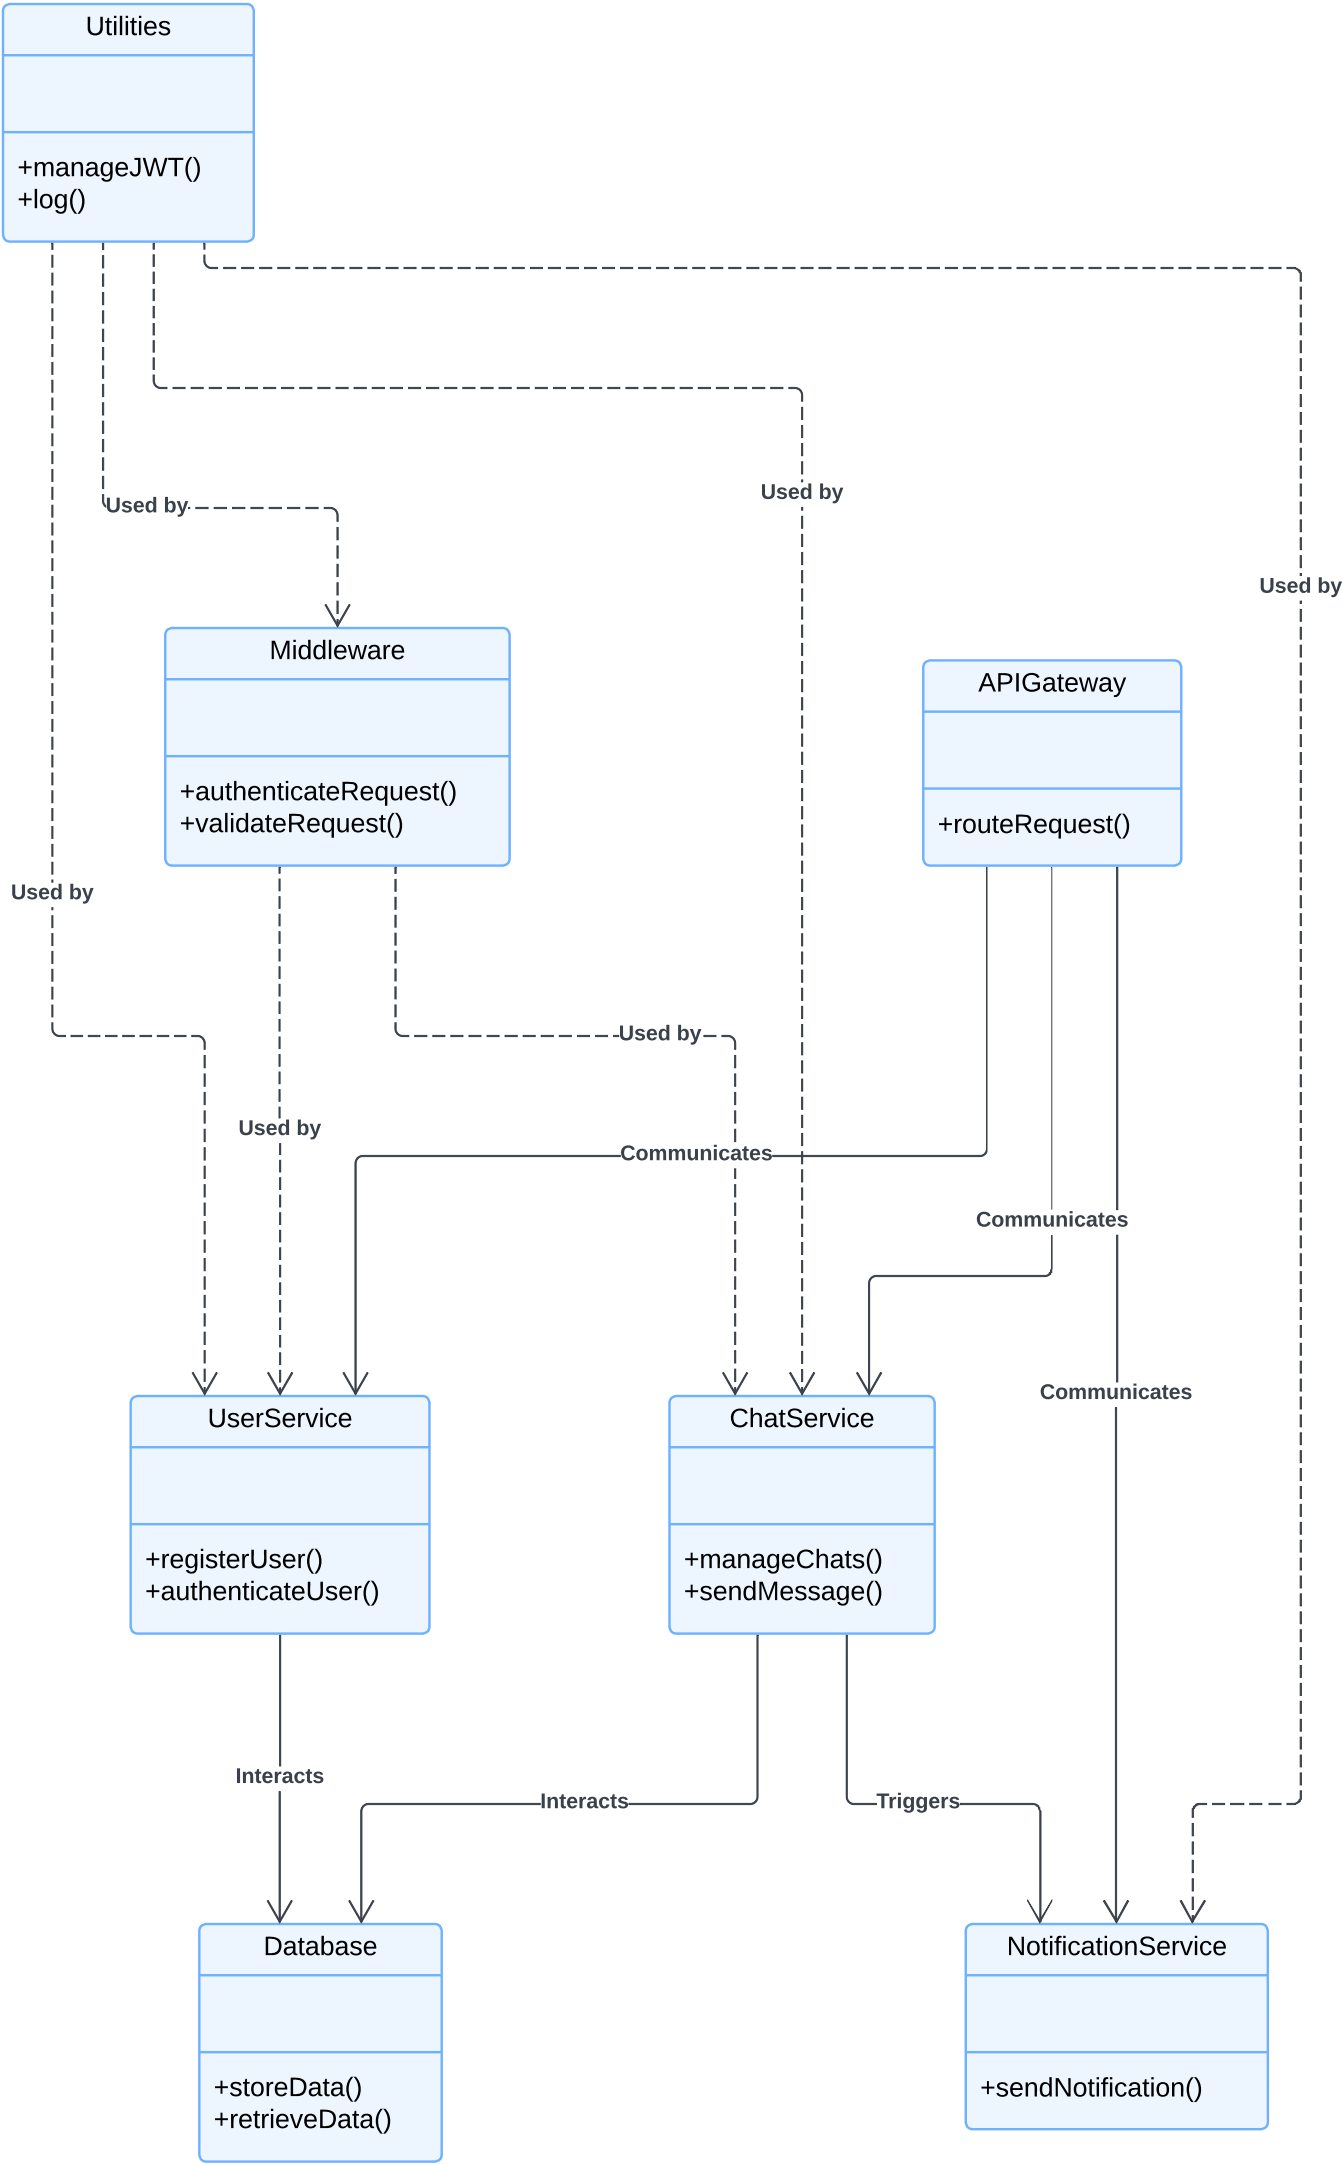 Utilities
+manageJWT()
+log()
Used by
Used by
Used by
Middleware
+authenticateRequest()
+validateRequest()
APIGateway
+routeRequest()
Used by
Used by
Used by
Communicates
Communicates
Communicates
UserService
+registerUser()
+authenticateUser()
ChatService
+manageChats()
+sendMessage()
Interacts
Interacts
Triggers
Database
+storeData()
+retrieveData()
NotificationService
+sendNotification()